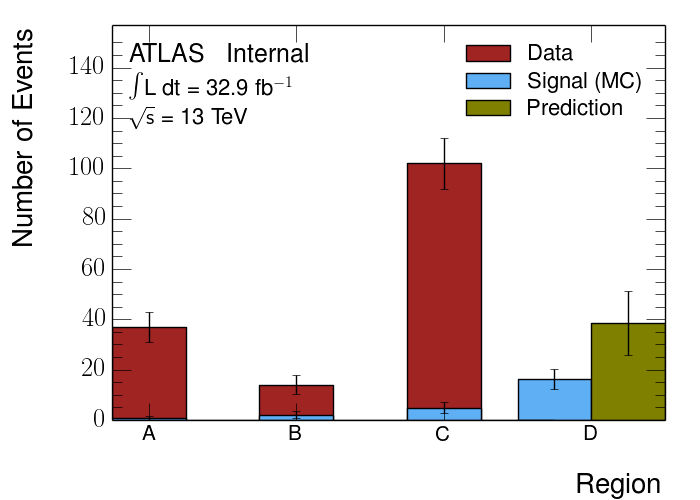 ATLAS Internal
∫L dt = 32.9 fb⁻¹
√s = 13 TeV
Data
Signal (MC)
Prediction
Number of Events
140
120
100
80
60
40
20
0
A B C D
Region